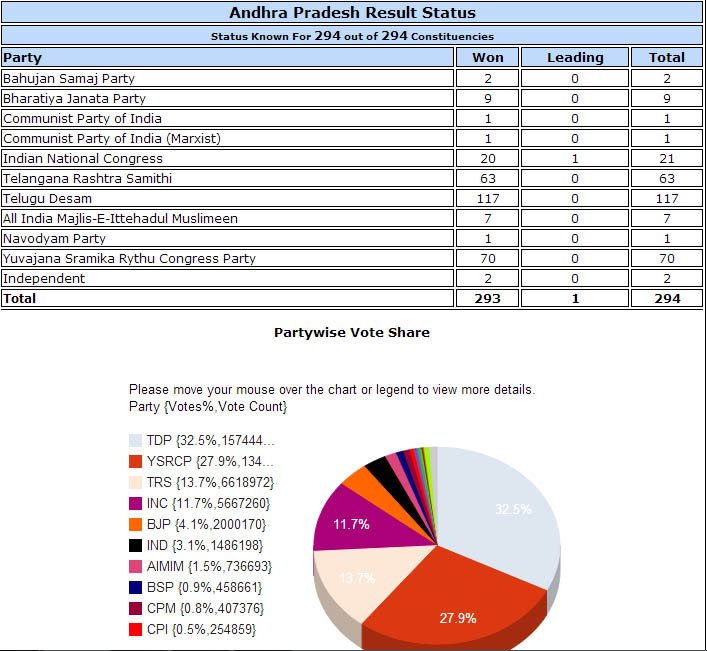 Andhra Pradesh Result Status
Status Known For 294 out of 294 Constituencies
Party Won Leading Total
Bahujan Samaj Party 2 0 2
Bharatiya Janata Party 9 0 9
Communist Party of India 1 0 1
Communist Party of India (Marxist) 1 0 1
Indian National Congress 20 1 21
Telangana Rashtra Samithi 63 0 63
Telugu Desam 117 0 117
All India Majlis-E-Ittehadul Muslimeen 7 0 7
Navodyam Party 1 0 1
Yuvajana Sramika Rythu Congress Party 70 0 70
Independent 2 0 2
Total 293 1 294
Partywise Vote Share
Please move your mouse over the chart or legend to view more details.
Party {Votes%,Vote Count}
TDP {32.5%,157444...
YSRCP {27.9%,134...
TRS {13.7%,6618972}
INC {11.7%,5667260}
BJP {4.1%,2000170}
IND {3.1%,1486198}
AIMIM {1.5%,736693}
BSP {0.9%,458661}
CPM {0.8%,407376}
CPI {0.5%,254859}
32.5%
11.7%
13.7%
27.9%